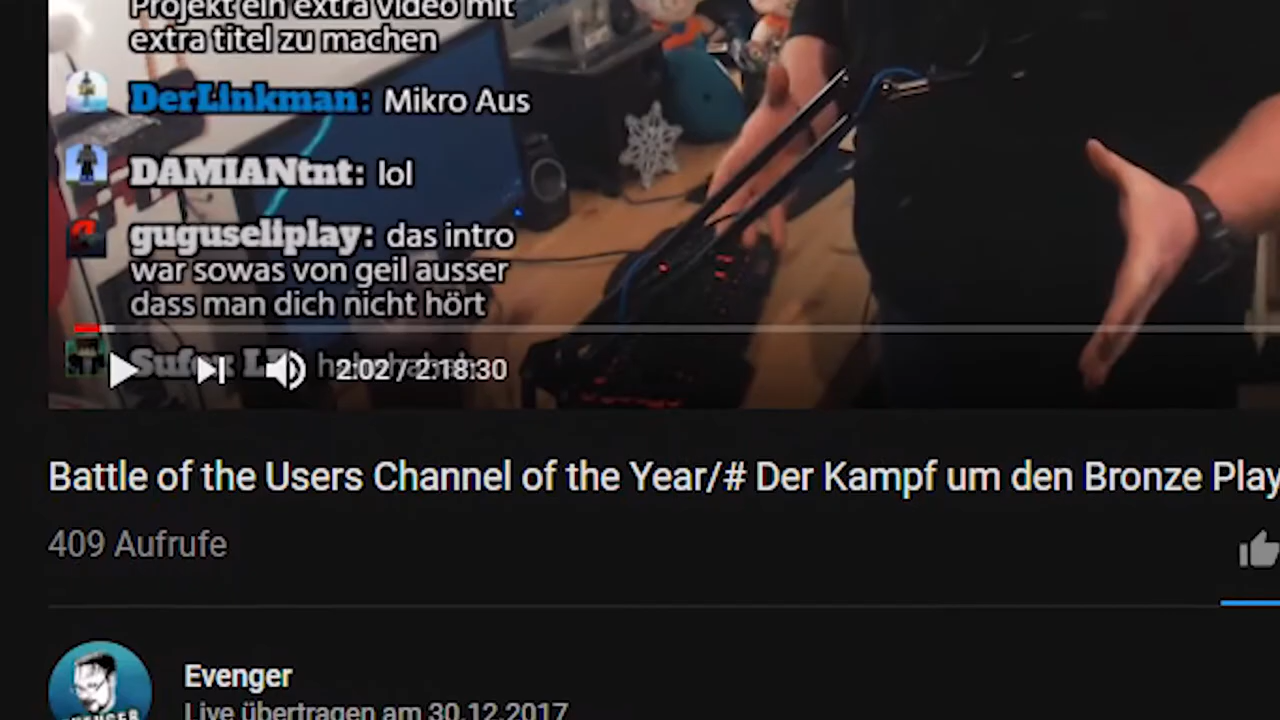 Projekt ein extra video mit
extra titel zu machen
DerLinkman: Mikro Aus
DAMIANtnt: lol
guguseliplay: das intro
war sowas von geil ausser
dass man dich nicht hört
2:02 / 2:18:30
Battle of the Users Channel of the Year/# Der Kampf um den Bronze Play
409 Aufrufe
Evenger
Live übertragen am 30.12.2017